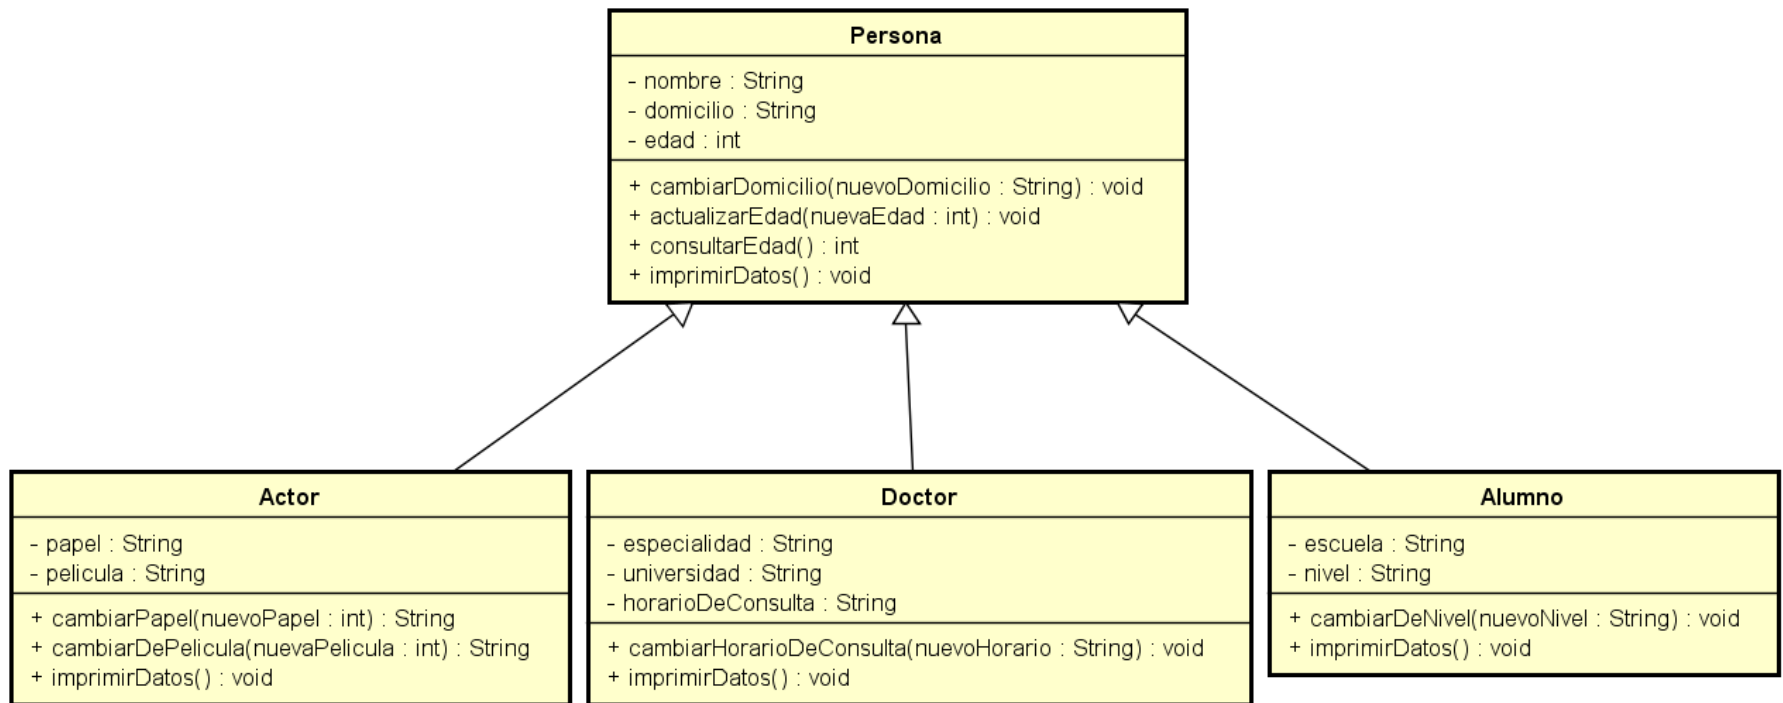 Persona
- nombre : String
- domicilio : String
- edad : int
+ cambiarDomicilio(nuevoDomicilio : String) : void
+ actualizarEdad(nuevaEdad : int) : void
+ consultarEdad() : int
+ imprimirDatos() : void
Actor
- papel : String
- pelicula : String
+ cambiarPapel(nuevoPapel : int) : String
+ cambiarDePelicula(nuevaPelicula : int) : String
+ imprimirDatos() : void
Doctor
- especialidad : String
- universidad : String
- horarioDeConsulta : String
+ cambiarHorarioDeConsulta(nuevoHorario : String) : void
+ imprimirDatos() : void
Alumno
- escuela : String
- nivel : String
+ cambiarDeNivel(nuevoNivel : String) : void
+ imprimirDatos() : void